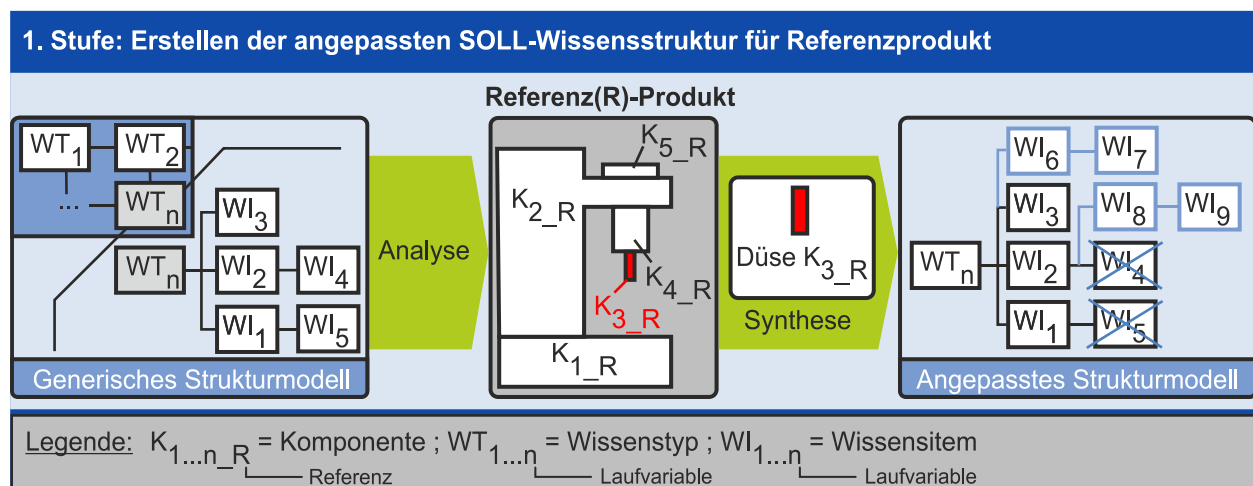 1. Stufe: Erstellen der angepassten SOLL-Wissensstruktur für Referenzprodukt
Referenz(R)-Produkt
WT1
WT2
...
WTn
WTn
WI3
WI2
WI4
WI1
WI5
Generisches Strukturmodell
Analyse
K5_R
K2_R
K4_R
K3_R
K1_R
Düse K3_R
Synthese
WI6
WI7
WI3
WI8
WI9
WTn
WI2
WI4
WI1
WI5
Angepasstes Strukturmodell
Legende: K1...n_R = Komponente ; WT1...n = Wissenstyp ; WI1...n = Wissensitem
Referenz
Laufvariable
Laufvariable